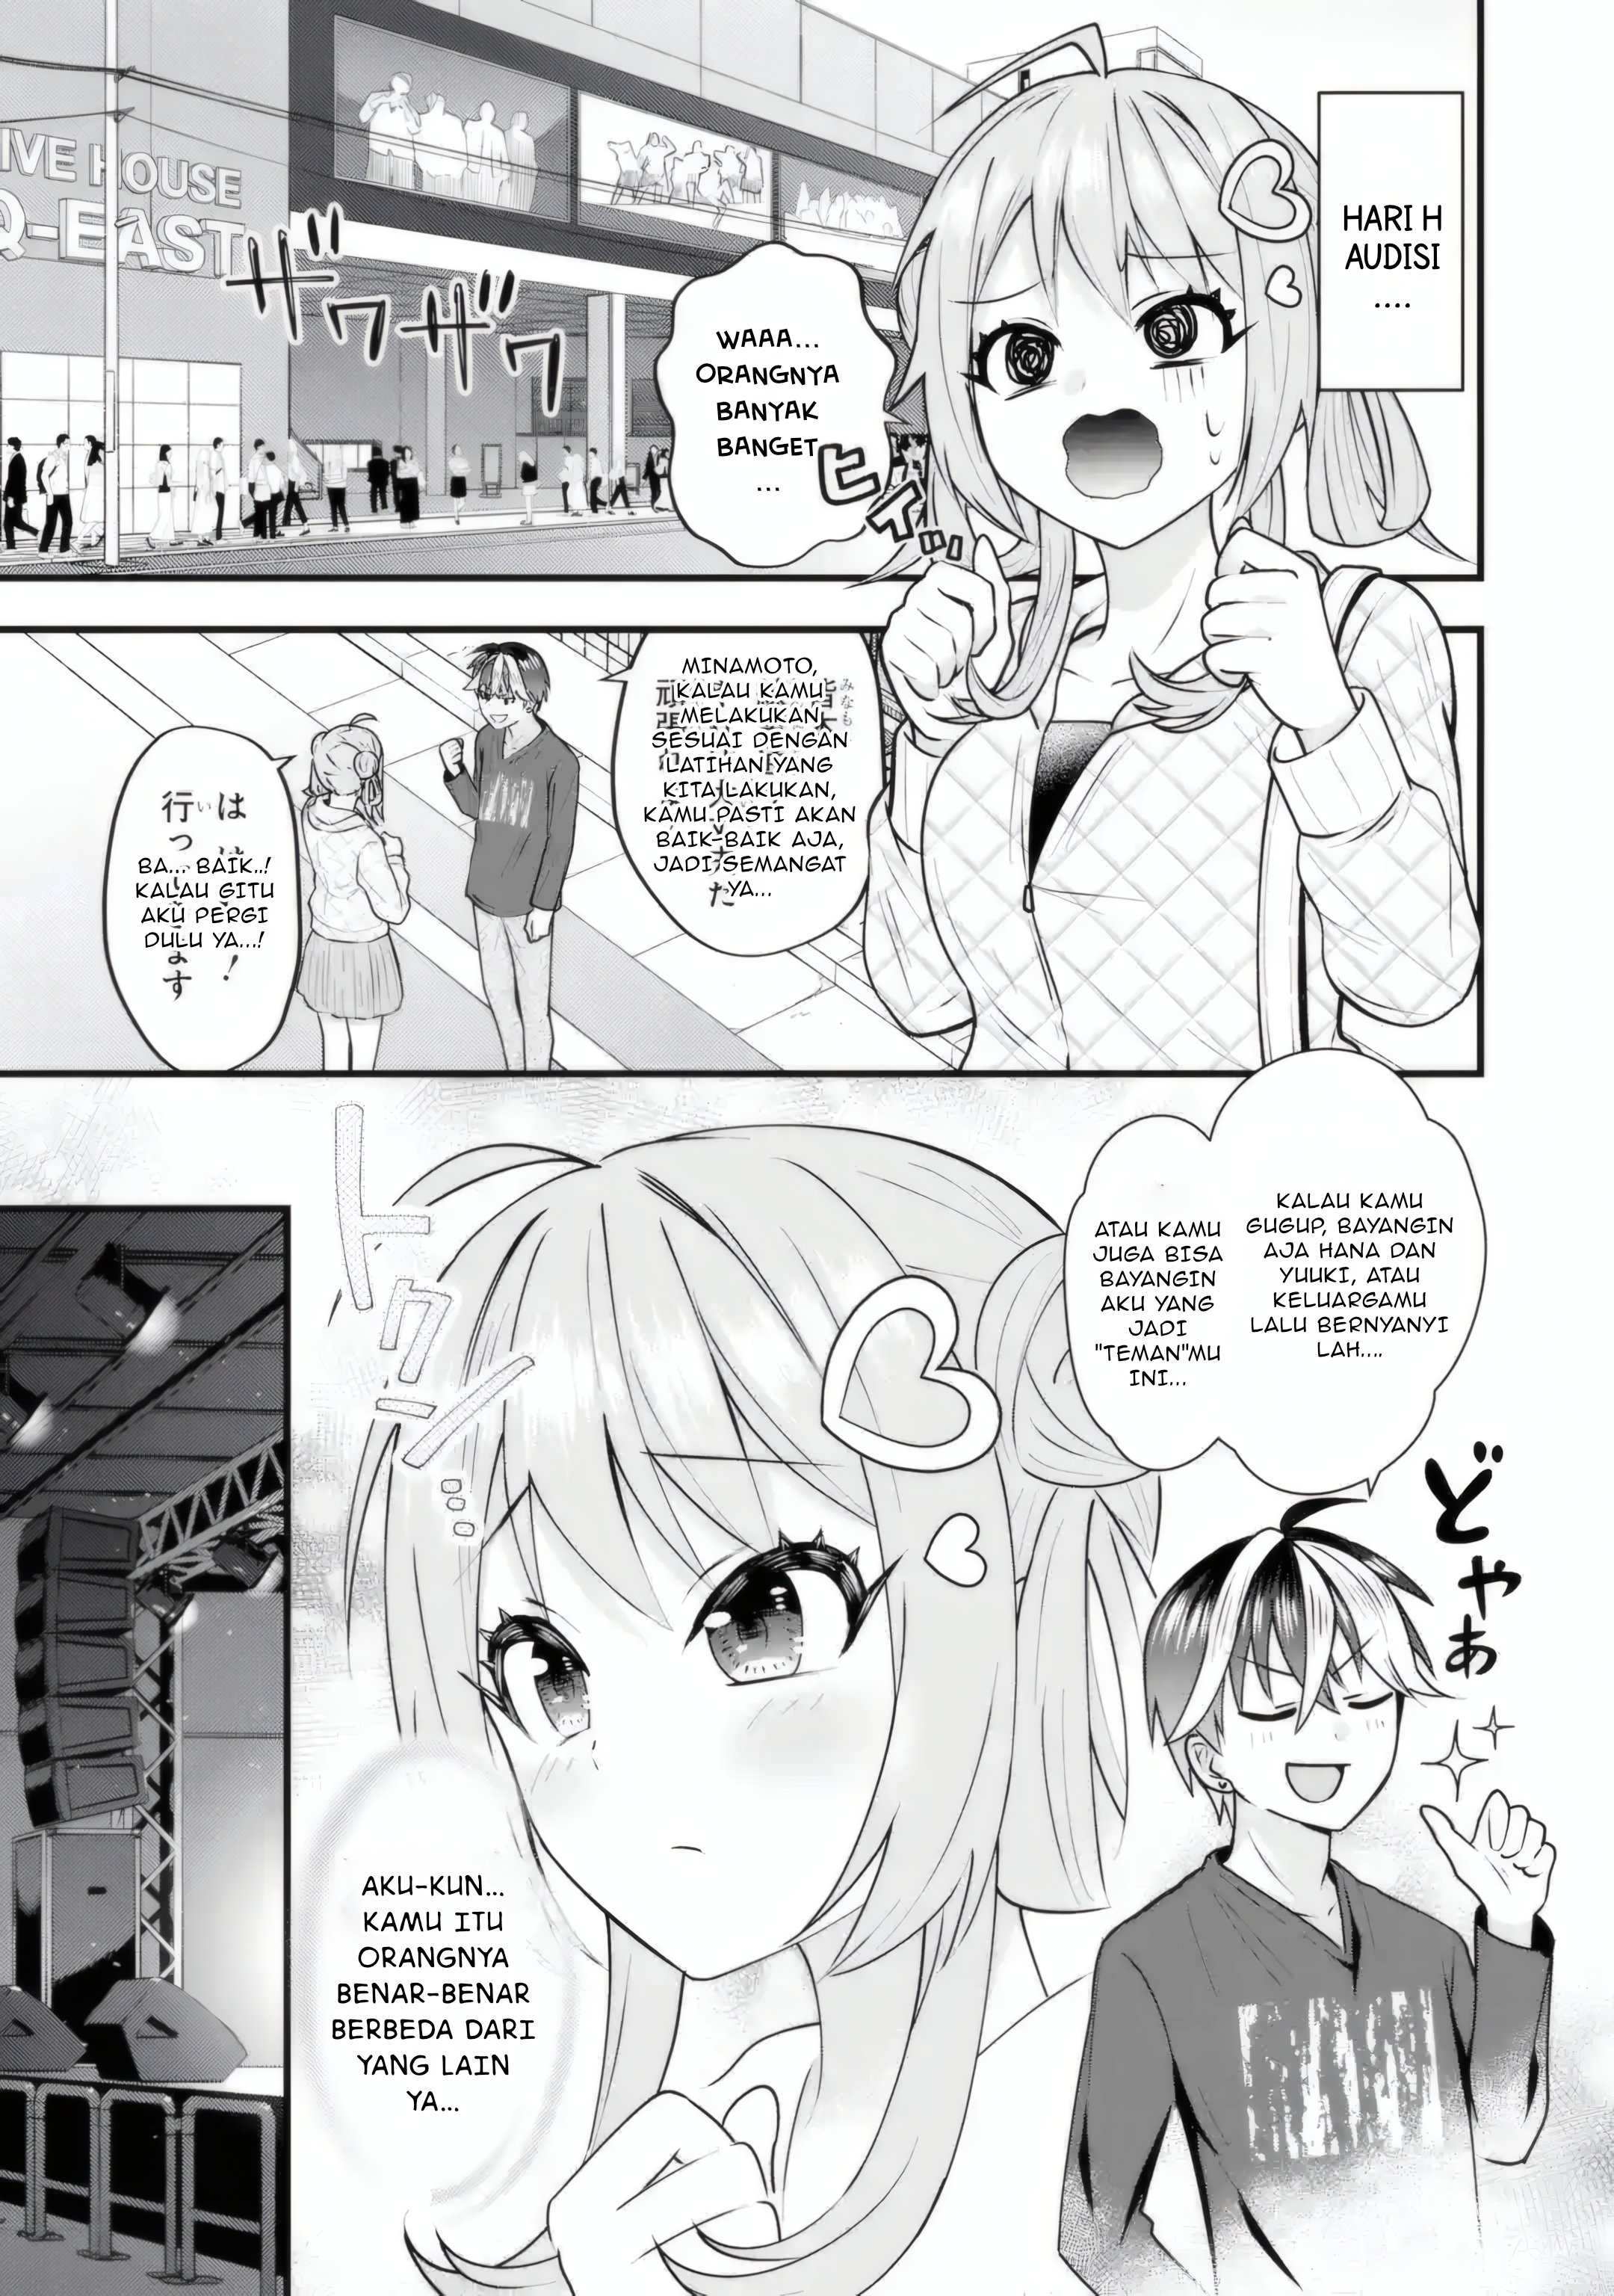 HARI H
AUDISI
....
IVE HOUSE
Q-EAST
ザワザワ
WAAA...
ORANGNYA
BANYAK
BANGET
...
ヒイッ
MINAMOTO,
KALAU KAMU
MELAKUKAN
SESUAI DENGAN
LATIHAN YANG
KITA LAKUKAN,
KAMU PASTI AKAN
BAIK-BAIK AJA,
JADI SEMANGAT
YA...
BA... BAIK..!
KALAU GITU
AKU PERGI
DULU YA...!
KALAU KAMU
GUGUP, BAYANGIN
AJA HANA DAN
YUUKI, ATAU
KELUARGAMU
LALU BERNYANYI
LAH....
ATAU KAMU
JUGA BISA
BAYANGIN
AKU YANG
JADI
"TEMAN"MU
INI...
どやぁ
トクン…
AKU-KUN...
KAMU ITU
ORANGNYA
BENAR-BENAR
BERBEDA DARI
YANG LAIN
YA...